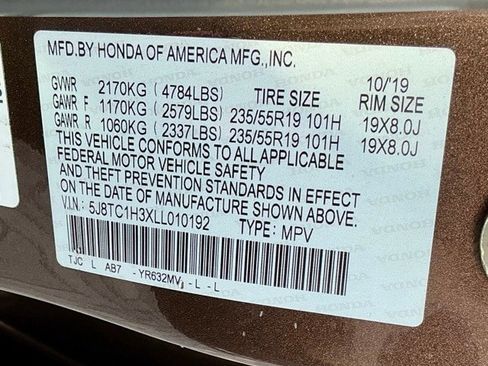 MFD.BY HONDA OF AMERICA MFG.,INC.
10/'19
GVWR 2170KG (4784LBS) TIRE SIZE RIM SIZE
GAWR F 1170KG (2579LBS) 235/55R19 101H 19X8.0J
GAWR R 1060KG (2337LBS) 235/55R19 101H 19X8.0J
THIS VEHICLE CONFORMS TO ALL APPLICABLE
FEDERAL MOTOR VEHICLE SAFETY
AND THEFT PREVENTION STANDARDS IN EFFECT
ON THE DATE OF MANUFACTURE SHOWN ABOVE.
V.I.N: 5J8TC1H3XLL010192 TYPE: MPV
TJC L AB7 -YR632MV -L -L